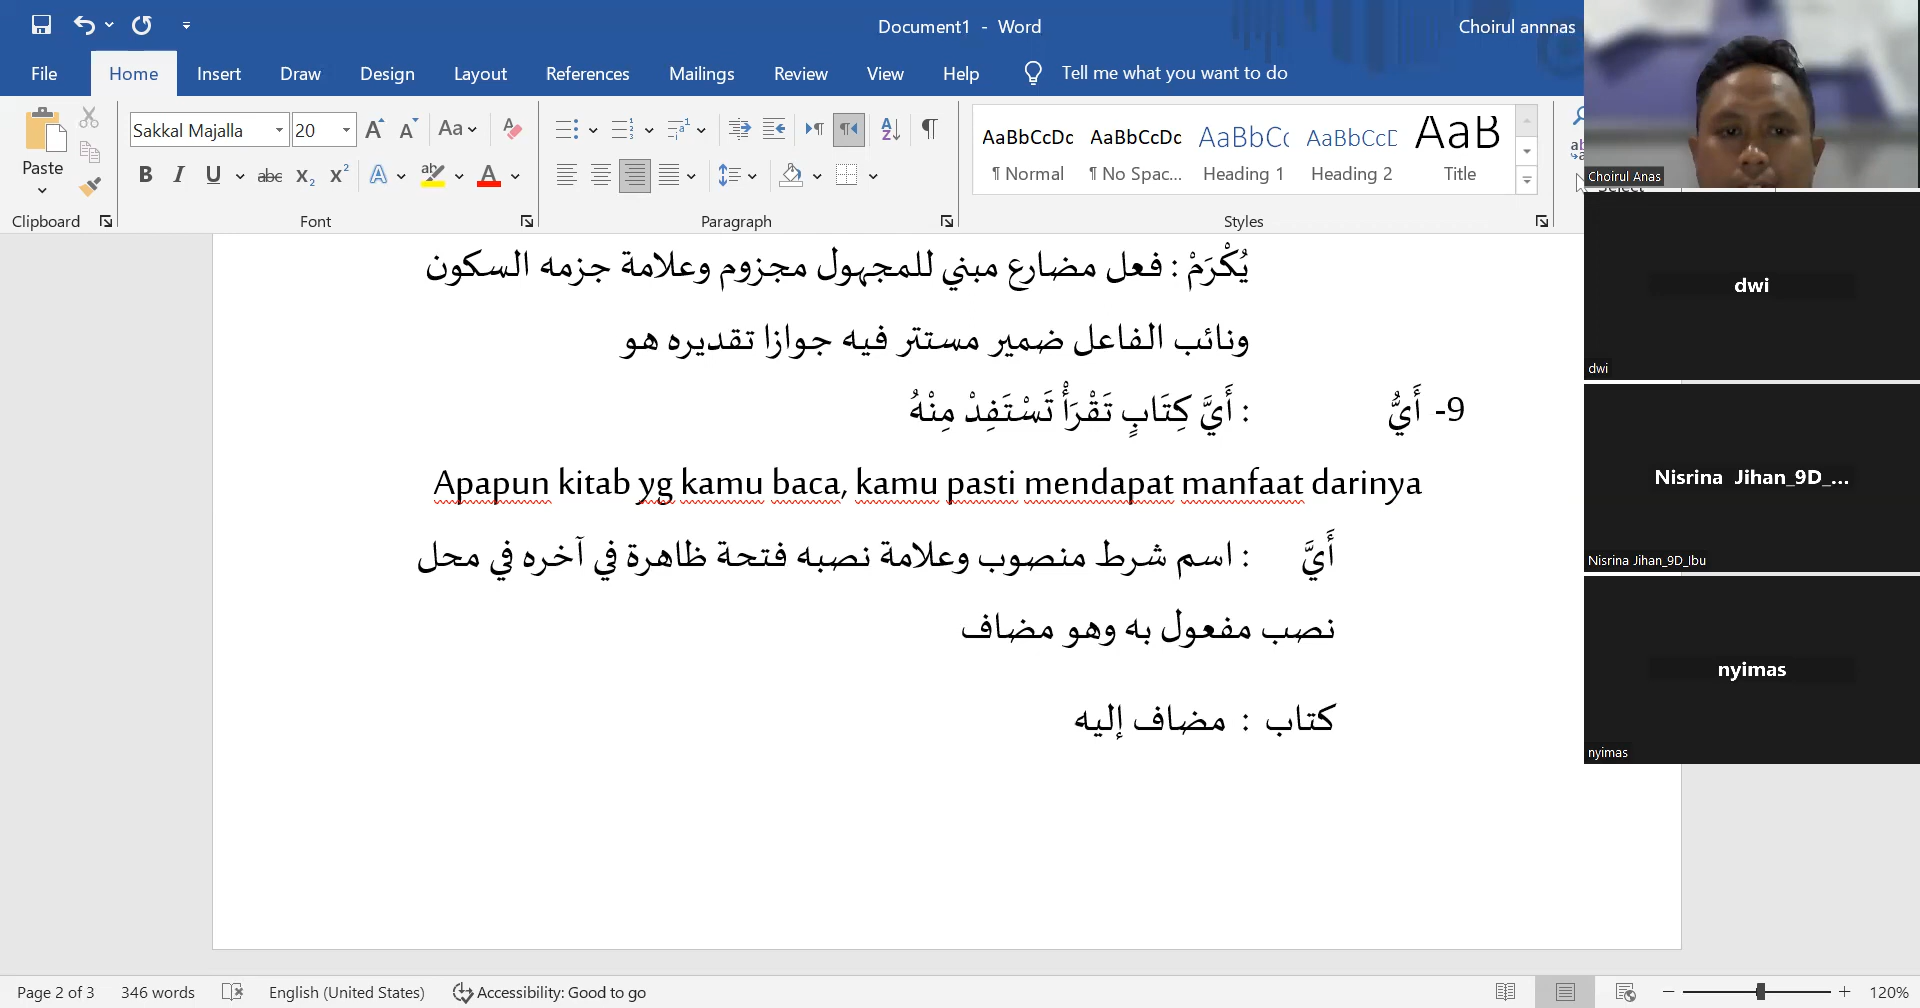 Document1 - Word
Choirul annnas
File Home Insert Draw Design Layout References Mailings Review View Help Tell me what you want to do
Paste
Sakkal Majalla 20
AaBbCcDc AaBbCcDc AaBbCc AaBbCcD AaB
¶ Normal ¶ No Spac... Heading 1 Heading 2 Title
Clipboard Font Paragraph Styles
Select
Choirul Anas
dwi
dwi
Nisrina Jihan_9D_...
Nisrina Jihan_9D_Ibu
nyimas
nyimas
يُكْرَمْ : فعل مضارع مبني للمجهول مجزوم وعلامة جزمه السكون
ونائب الفاعل ضمير مستتر فيه جوازا تقديره هو
9- أَيُّ : أَيَّ كِتَابٍ تَقْرَأْ تَسْتَفِدْ مِنْهُ
Apapun kitab yg kamu baca, kamu pasti mendapat manfaat darinya
أَيَّ : اسم شرط منصوب وعلامة نصبه فتحة ظاهرة في آخره في محل
نصب مفعول به وهو مضاف
كتاب : مضاف إليه
Page 2 of 3 346 words English (United States) Accessibility: Good to go 120%